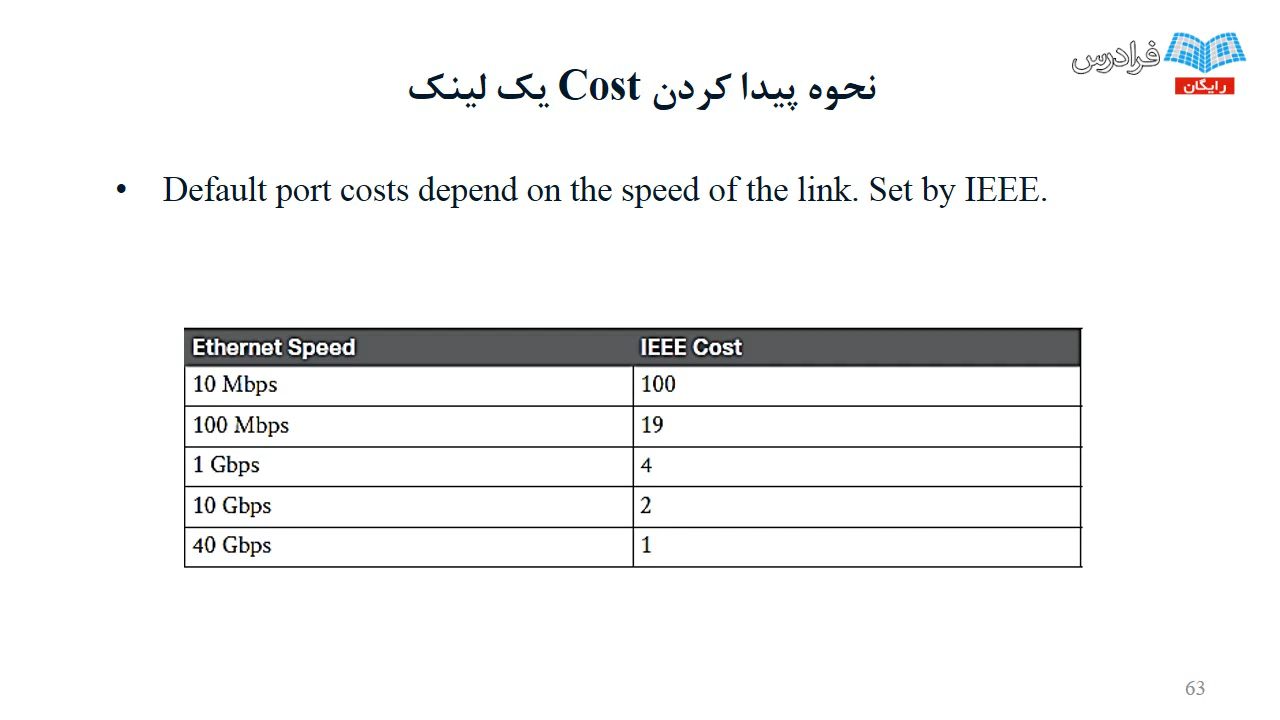 فرادرس
رایگان
نحوه پیدا کردن Cost یک لینک
• Default port costs depend on the speed of the link. Set by IEEE.
Ethernet Speed IEEE Cost
10 Mbps 100
100 Mbps 19
1 Gbps 4
10 Gbps 2
40 Gbps 1
63